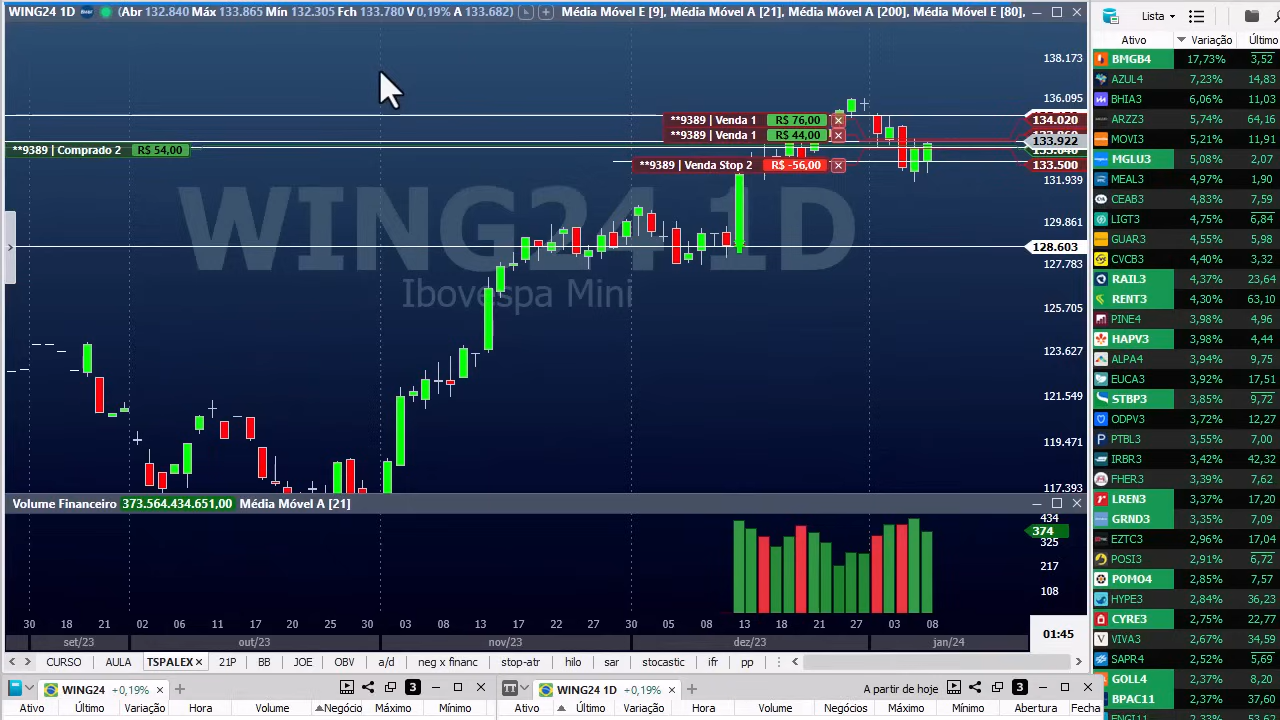 WING24 1D (Abr 132.840 Máx 133.865 Mín 132.305 Fch 133.780 V 0,19% A 133.682) Média Móvel E [9], Média Móvel A [21], Média Móvel A [200], Média Móvel E [80],
138.173
136.095
134.020
133.922
133.500
131.939
129.861
128.603
127.783
125.705
123.627
121.549
119.471
117.393
**9389 | Venda 1 R$ 76,00
**9389 | Venda 1 R$ 44,00
**9389 | Comprado 2 R$ 54,00
**9389 | Venda Stop 2 R$ -56,00
WING24 1D
Ibovespa Mini
Volume Financeiro 373.564.434.651,00 Média Móvel A [21]
434
374
325
217
108
30 18 21 02 06 11 17 20 25 30 03 08 13 17 22 27 30 05 08 13 18 21 27 03 08
set/23 out/23 nov/23 dez/23 jan/24
01:45
CURSO AULA TSPALEX 21P BB JOE OBV a/d neg x financ stop-atr hilo sar stocastic ifr pp
WING24 +0,19% 3
WING24 1D +0,19% A partir de hoje 3
Ativo Último Variação Hora Volume Negócio Máximo Mínimo
Ativo Último Variação Hora Volume Negócios Máximo Mínimo Abertura Fecha
Lista
Ativo Variação Último
BMGB4 17,73% 3,52
AZUL4 7,23% 14,83
BHIA3 6,06% 11,03
ARZZ3 5,74% 64,16
MOVI3 5,21% 11,91
MGLU3 5,08% 2,07
MEAL3 4,97% 1,90
CEAB3 4,83% 7,59
LIGT3 4,75% 6,84
GUAR3 4,55% 5,98
CVCB3 4,40% 3,32
RAIL3 4,37% 23,64
RENT3 4,30% 63,10
PINE4 3,98% 4,96
HAPV3 3,98% 4,44
ALPA4 3,94% 9,75
EUCA3 3,92% 17,51
STBP3 3,85% 9,72
ODPV3 3,72% 12,27
PTBL3 3,55% 7,00
IRBR3 3,42% 42,32
FHER3 3,39% 7,62
LREN3 3,37% 17,20
GRND3 3,35% 7,09
EZTC3 2,96% 17,04
POSI3 2,91% 6,72
POMO4 2,85% 7,57
HYPE3 2,84% 36,23
CYRE3 2,75% 22,77
VIVA3 2,67% 34,59
SAPR4 2,52% 5,69
GOLL4 2,37% 8,20
BPAC11 2,37% 37,60
ENGI11 2,33% 53,62